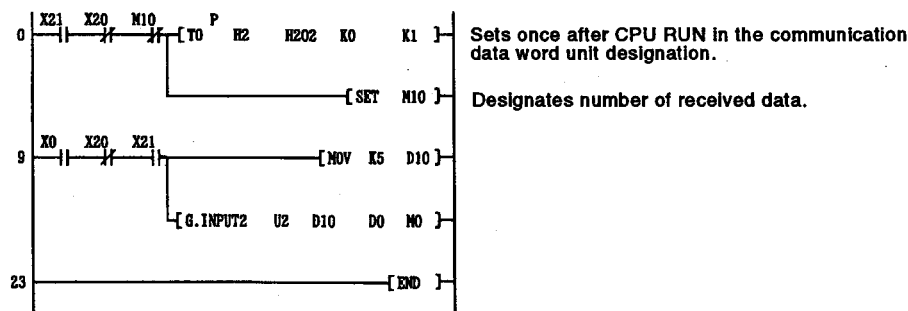 X21 X20 M10 P
0 TO H2 H202 K0 K1 Sets once after CPU RUN in the communication
data word unit designation.
SET M10 Designates number of received data.
X0 X20 X21
9 MOV K5 D10
G.INPUT2 U2 D10 D0 M0
23 END